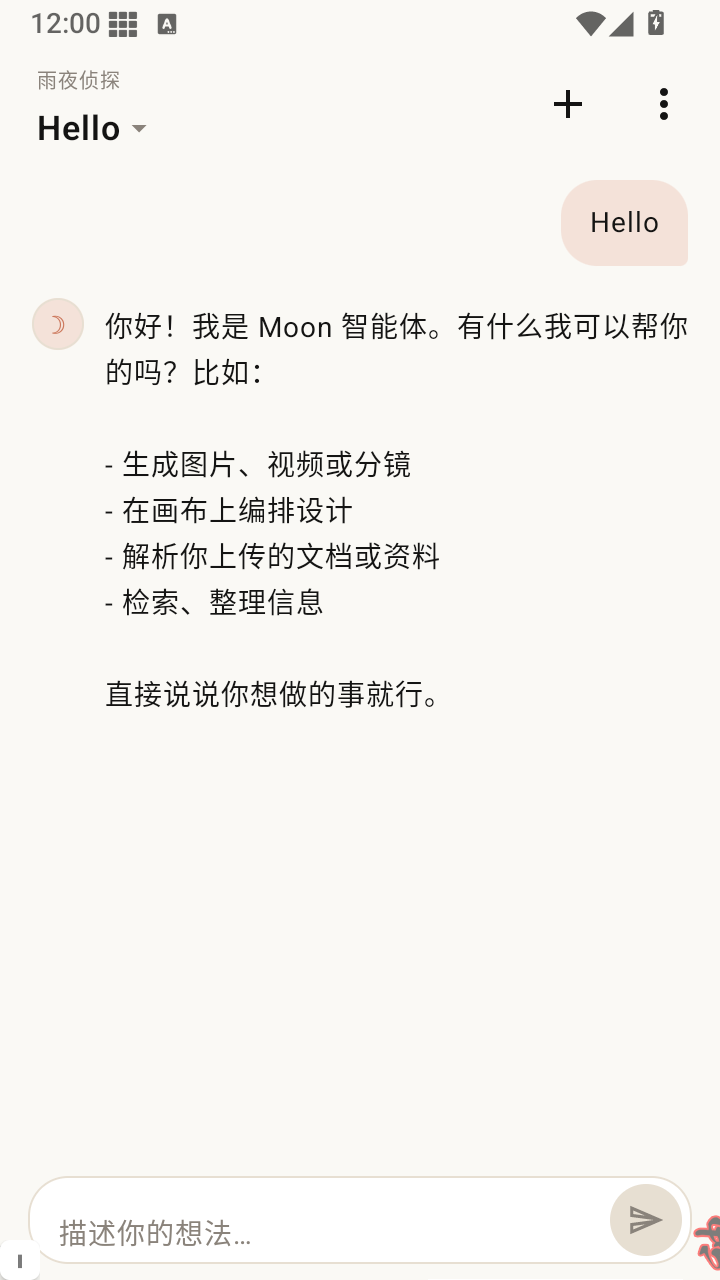 12:00
雨夜侦探
Hello
Hello
你好！我是 Moon 智能体。有什么我可以帮你
的吗？比如：
- 生成图片、视频或分镜
- 在画布上编排设计
- 解析你上传的文档或资料
- 检索、整理信息
直接说说你想做的事就行。
描述你的想法…